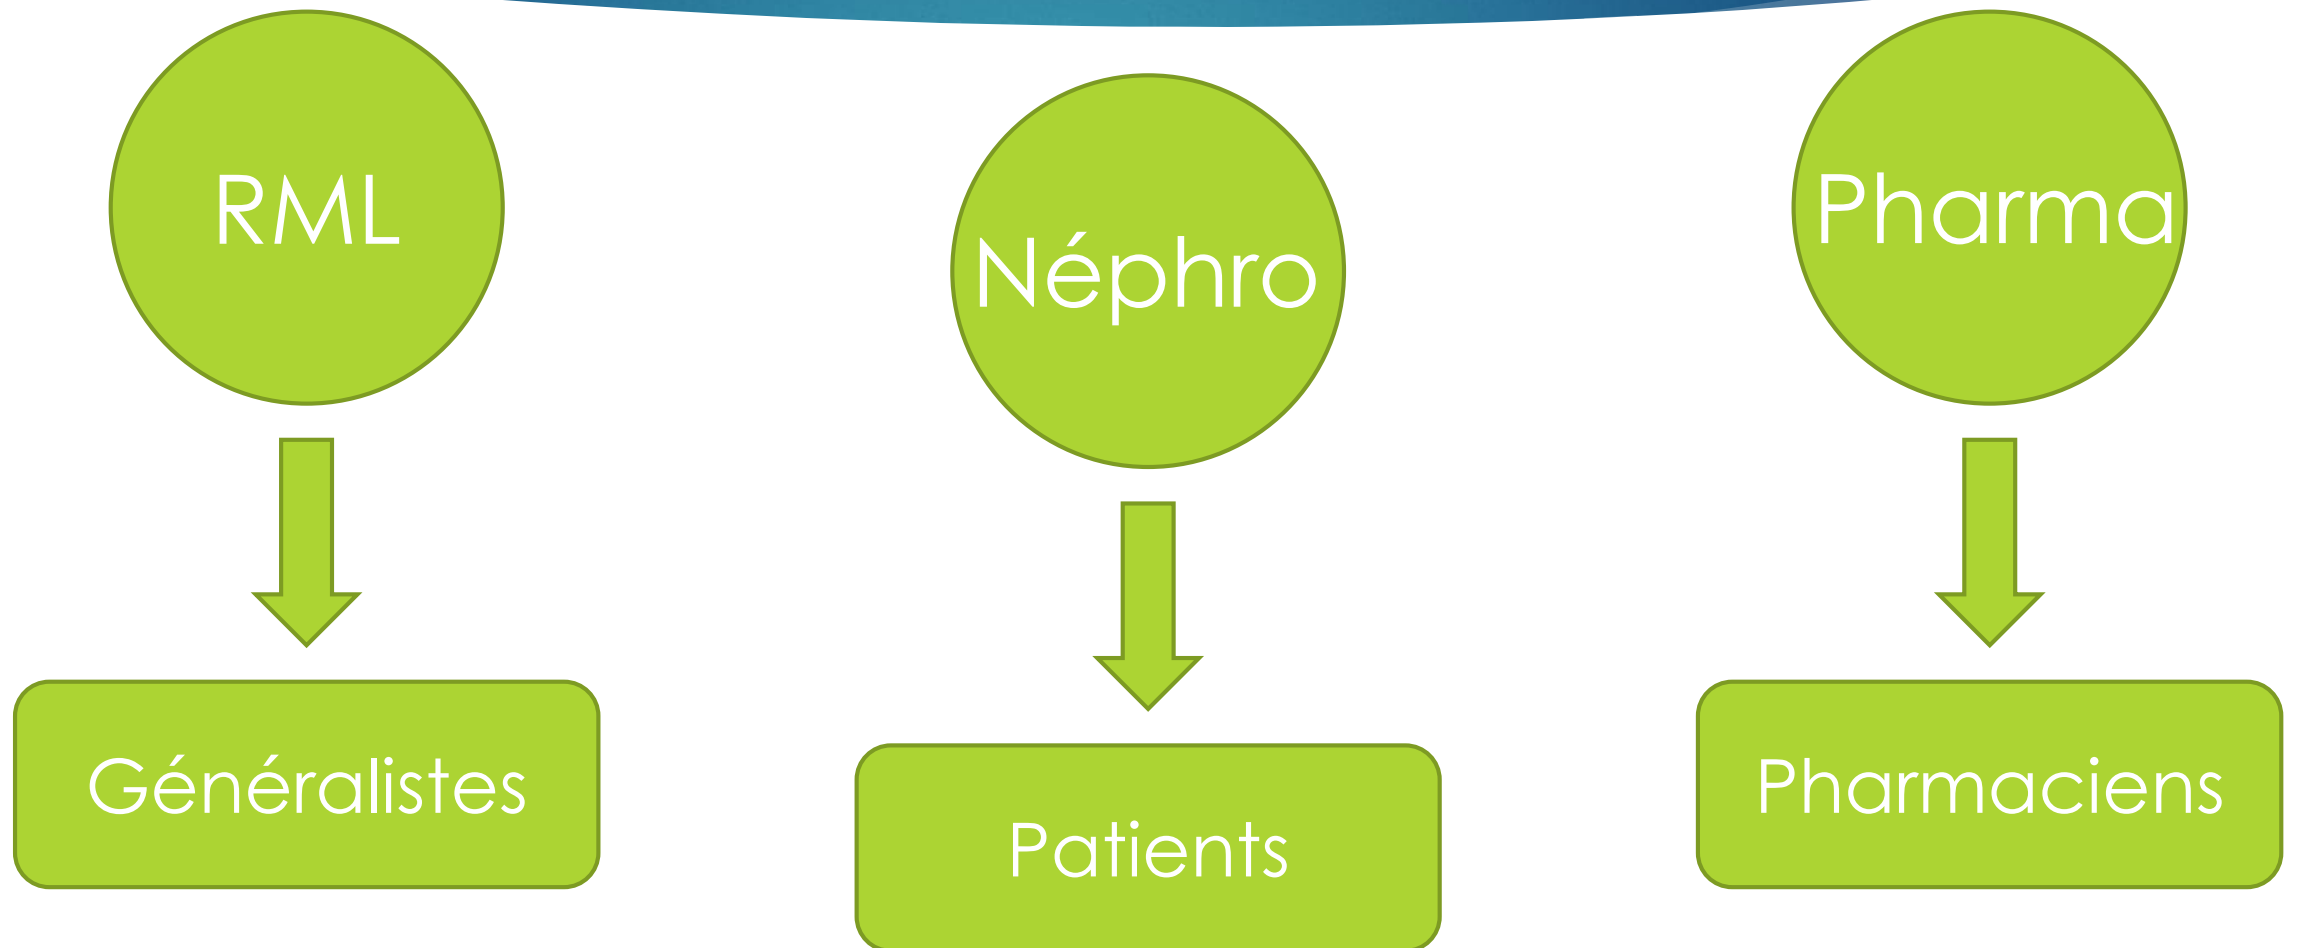 RML
Néphro
Pharma
Généralistes
Patients
Pharmaciens